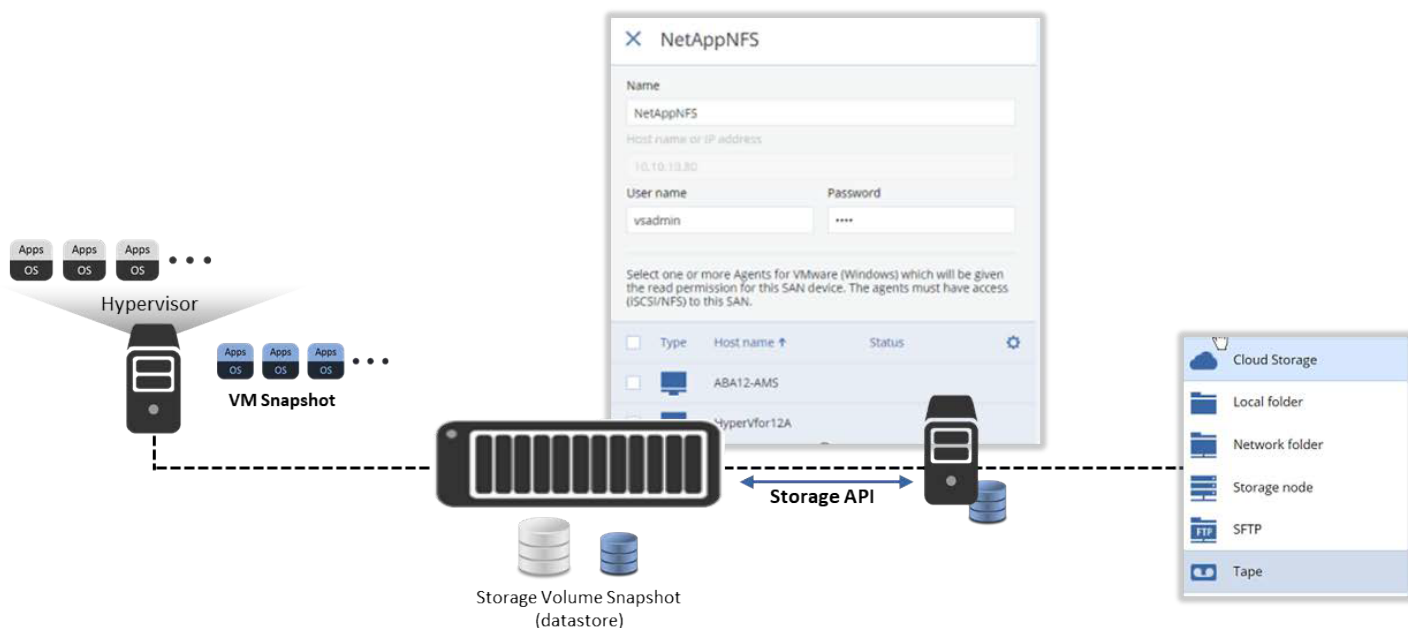 NetAppNFS
Name
NetAppNFS
Host name or IP address
10.10.10.80
User name Password
vsadmin ••••
Select one or more Agents for VMware (Windows) which will be given
the read permission for this SAN device. The agents must have access
(iSCSI/NFS) to this SAN.
Type Host name ↑ Status
ABA12-AMS
HyperVfor12A
Apps Apps Apps
OS OS OS
Hypervisor
Apps Apps Apps
OS OS OS
VM Snapshot
Storage API
Storage Volume Snapshot
(datastore)
Cloud Storage
Local folder
Network folder
Storage node
FTP SFTP
Tape